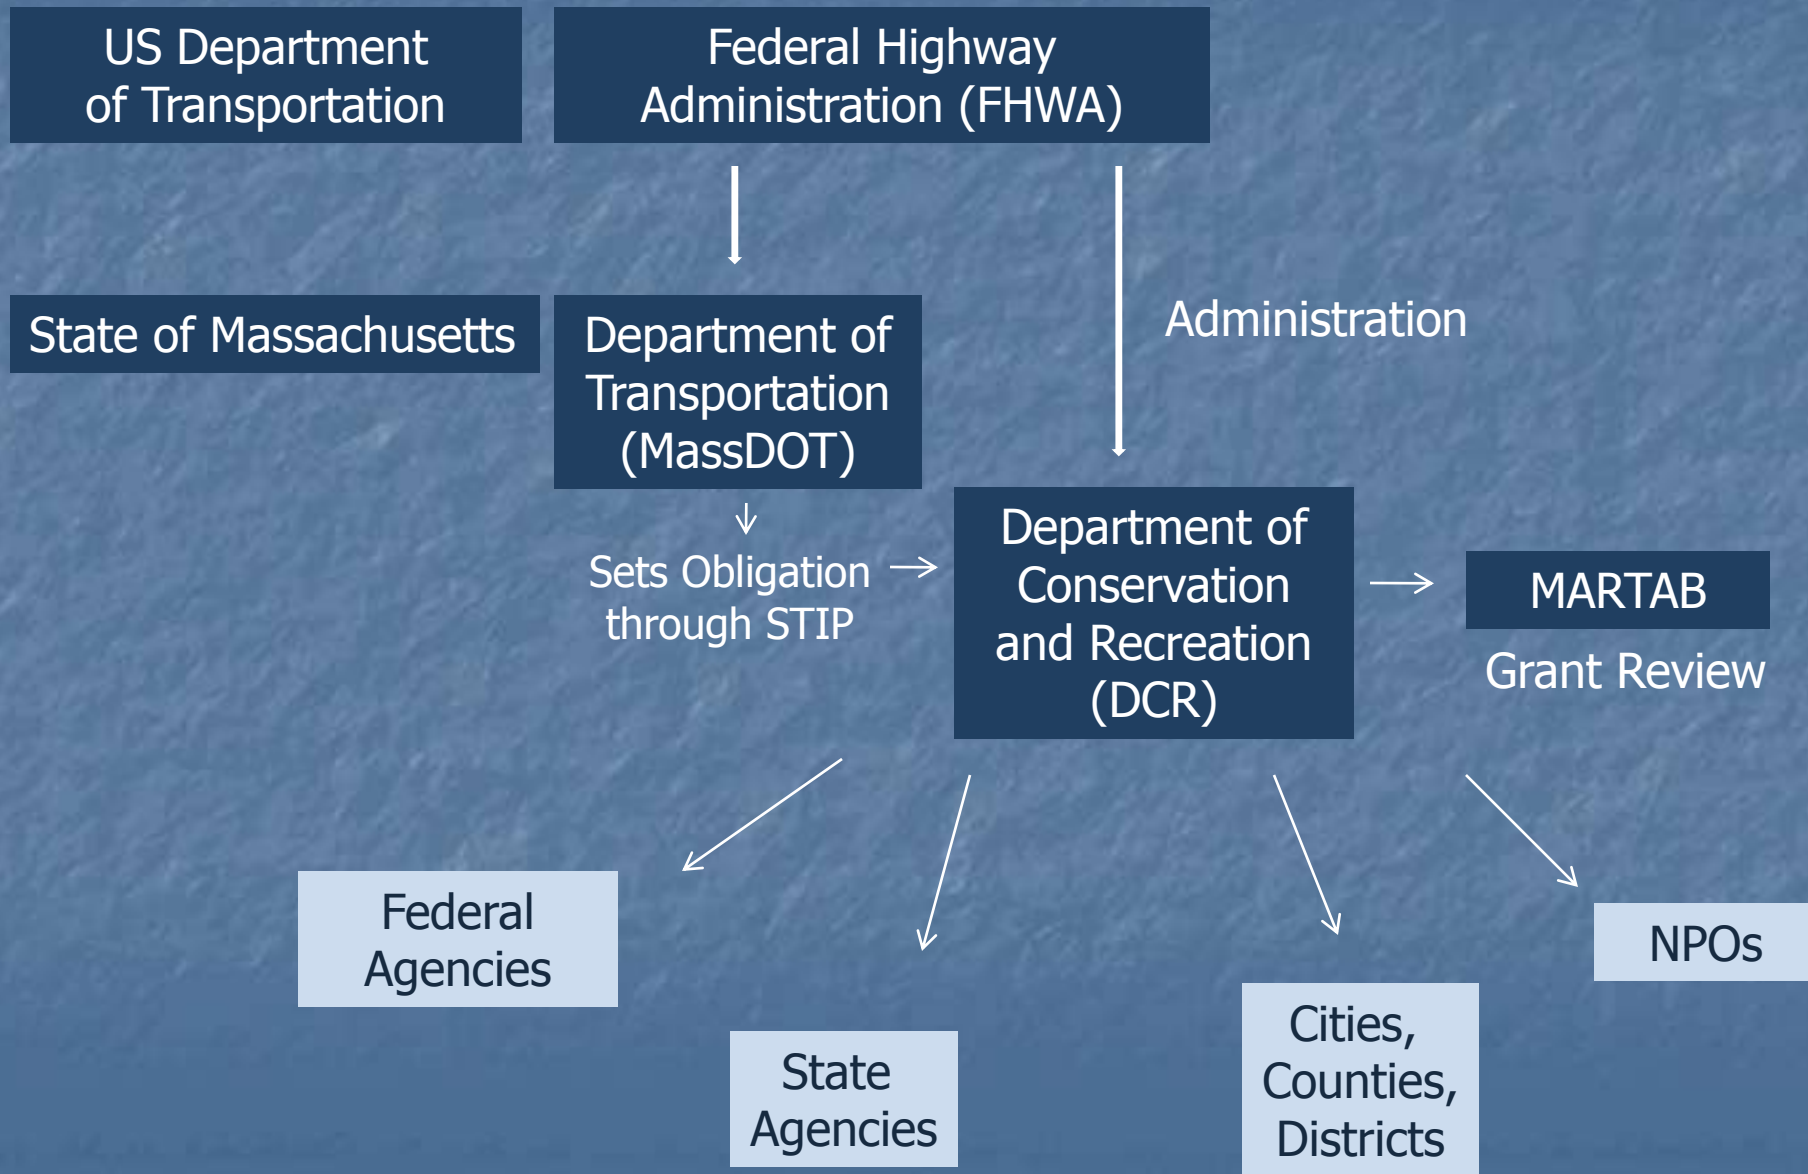 US Department
of Transportation
Federal Highway
Administration (FHWA)
State of Massachusetts
Department of
Transportation
(MassDOT)
Administration
Sets Obligation
through STIP
Department of
Conservation
and Recreation
(DCR)
MARTAB
Grant Review
Federal
Agencies
State
Agencies
Cities,
Counties,
Districts
NPOs